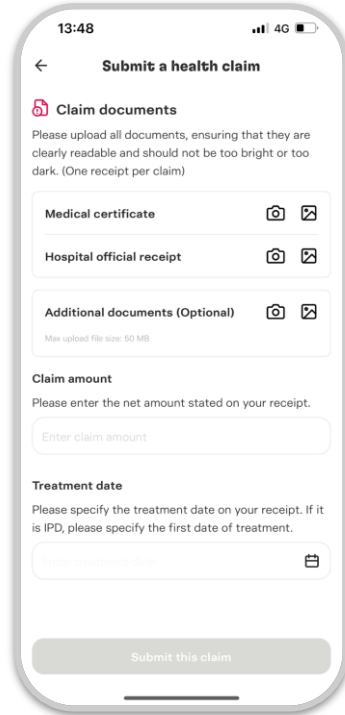 13:48
4G
Submit a health claim
Claim documents
Please upload all documents, ensuring that they are
clearly readable and should not be too bright or too
dark. (One receipt per claim)
Medical certificate
Hospital official receipt
Additional documents (Optional)
Max upload file size: 50 MB
Claim amount
Please enter the net amount stated on your receipt.
Enter claim amount
Treatment date
Please specify the treatment date on your receipt. If it
is IPD, please specify the first date of treatment.
Enter treatment date
Submit this claim